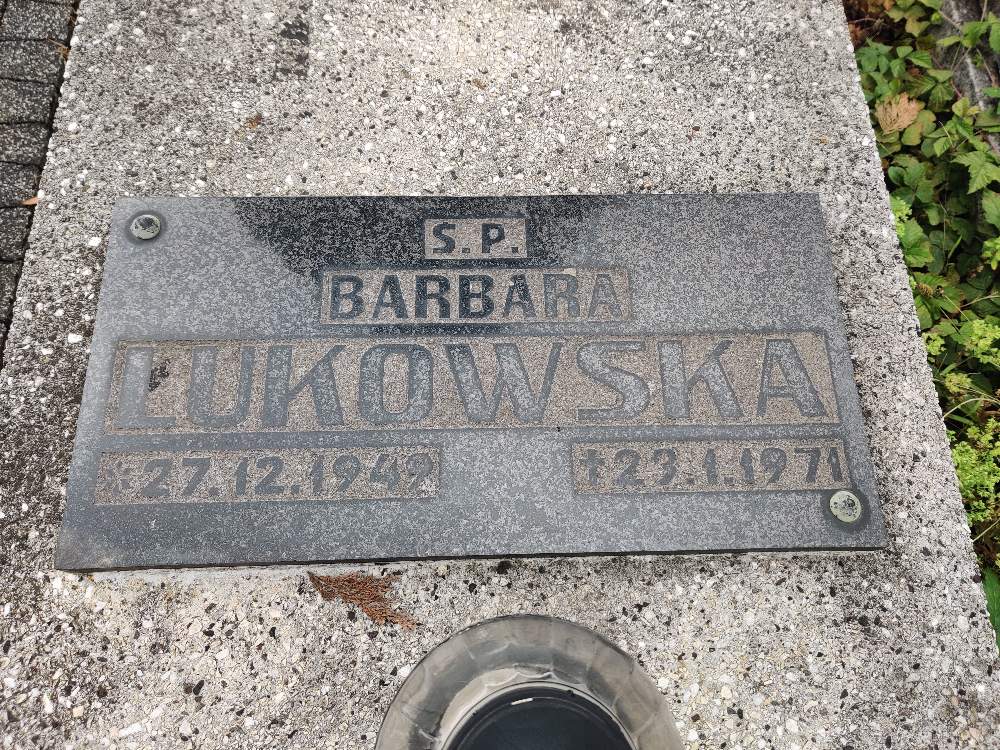 S.P.
BARBARA
LUKOWSKA
* 27.12.1949 † 23.1.1971